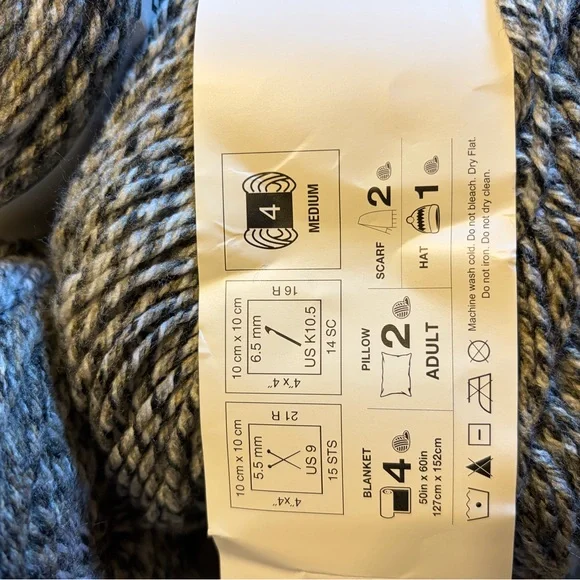 10 cm x 10 cm
5.5 mm
US 9
4"x4"
21 R
15 STS
10 cm x 10 cm
6.5 mm
US K10.5
4"x4"
16 R
14 SC
4
MEDIUM
BLANKET
4
50in x 60in
127cm x 152cm
PILLOW
2
ADULT
SCARF
2
HAT
1
Machine wash cold. Do not bleach. Dry Flat.
Do not iron. Do not dry clean.